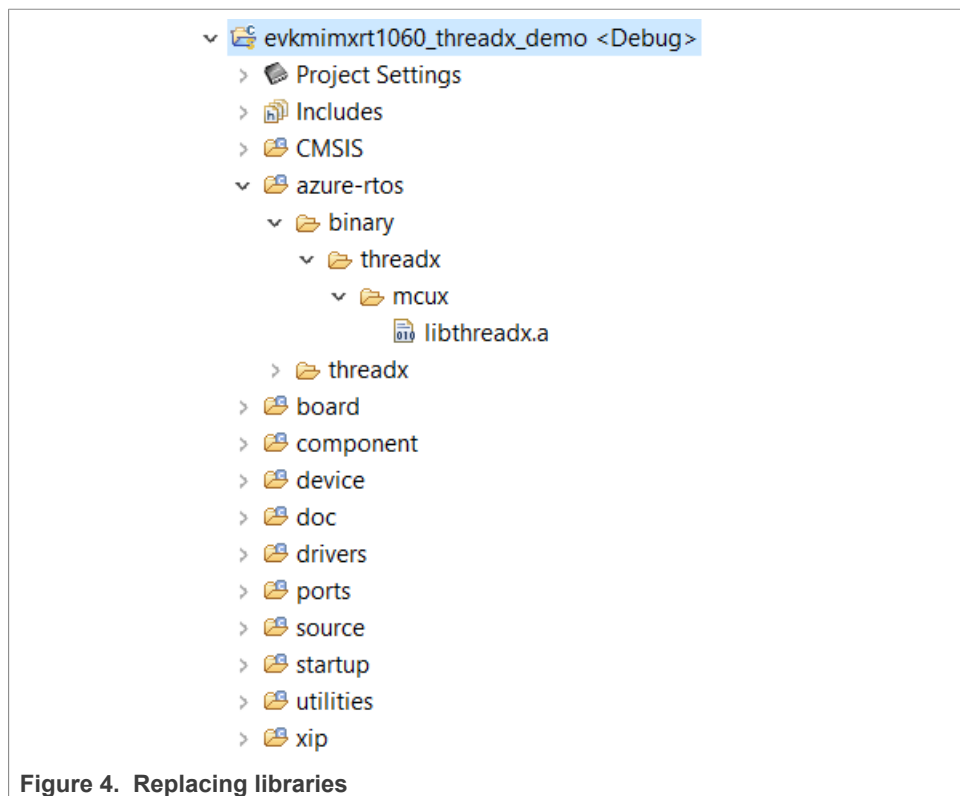 evkmimxrt1060_threadx_demo <Debug>
Project Settings
Includes
CMSIS
azure-rtos
binary
threadx
mcux
libthreadx.a
threadx
board
component
device
doc
drivers
ports
source
startup
utilities
xip
Figure 4. Replacing libraries